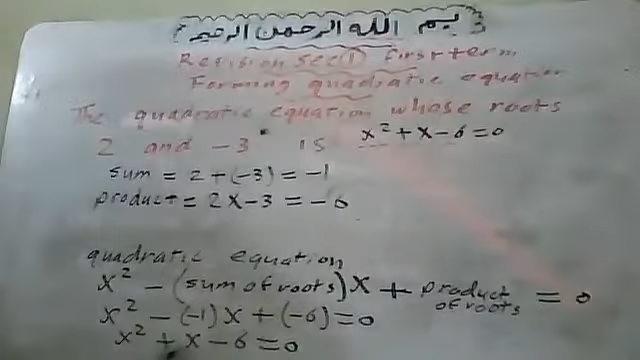 بسم الله الرحمن الرحيم
Revision sec(1) first term
Forming quadratic equation
The quadratic equation whose roots
2 and -3 is x² + x - 6 = 0
sum = 2 + (-3) = -1
product = 2 x -3 = -6
quadratic equation
x² - (sum of roots) x + product of roots = 0
x² - (-1) x + (-6) = 0
x² + x - 6 = 0